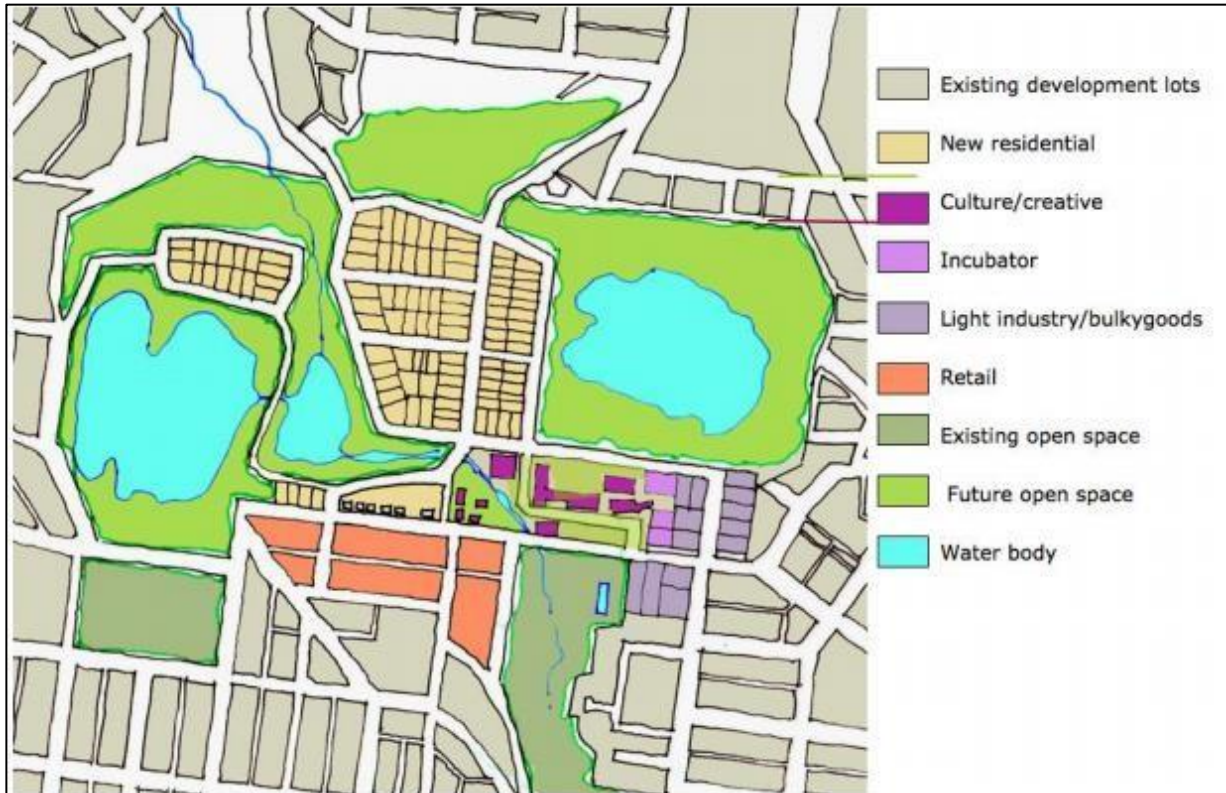 Existing development lots
New residential
Culture/creative
Incubator
Light industry/bulkygoods
Retail
Existing open space
Future open space
Water body